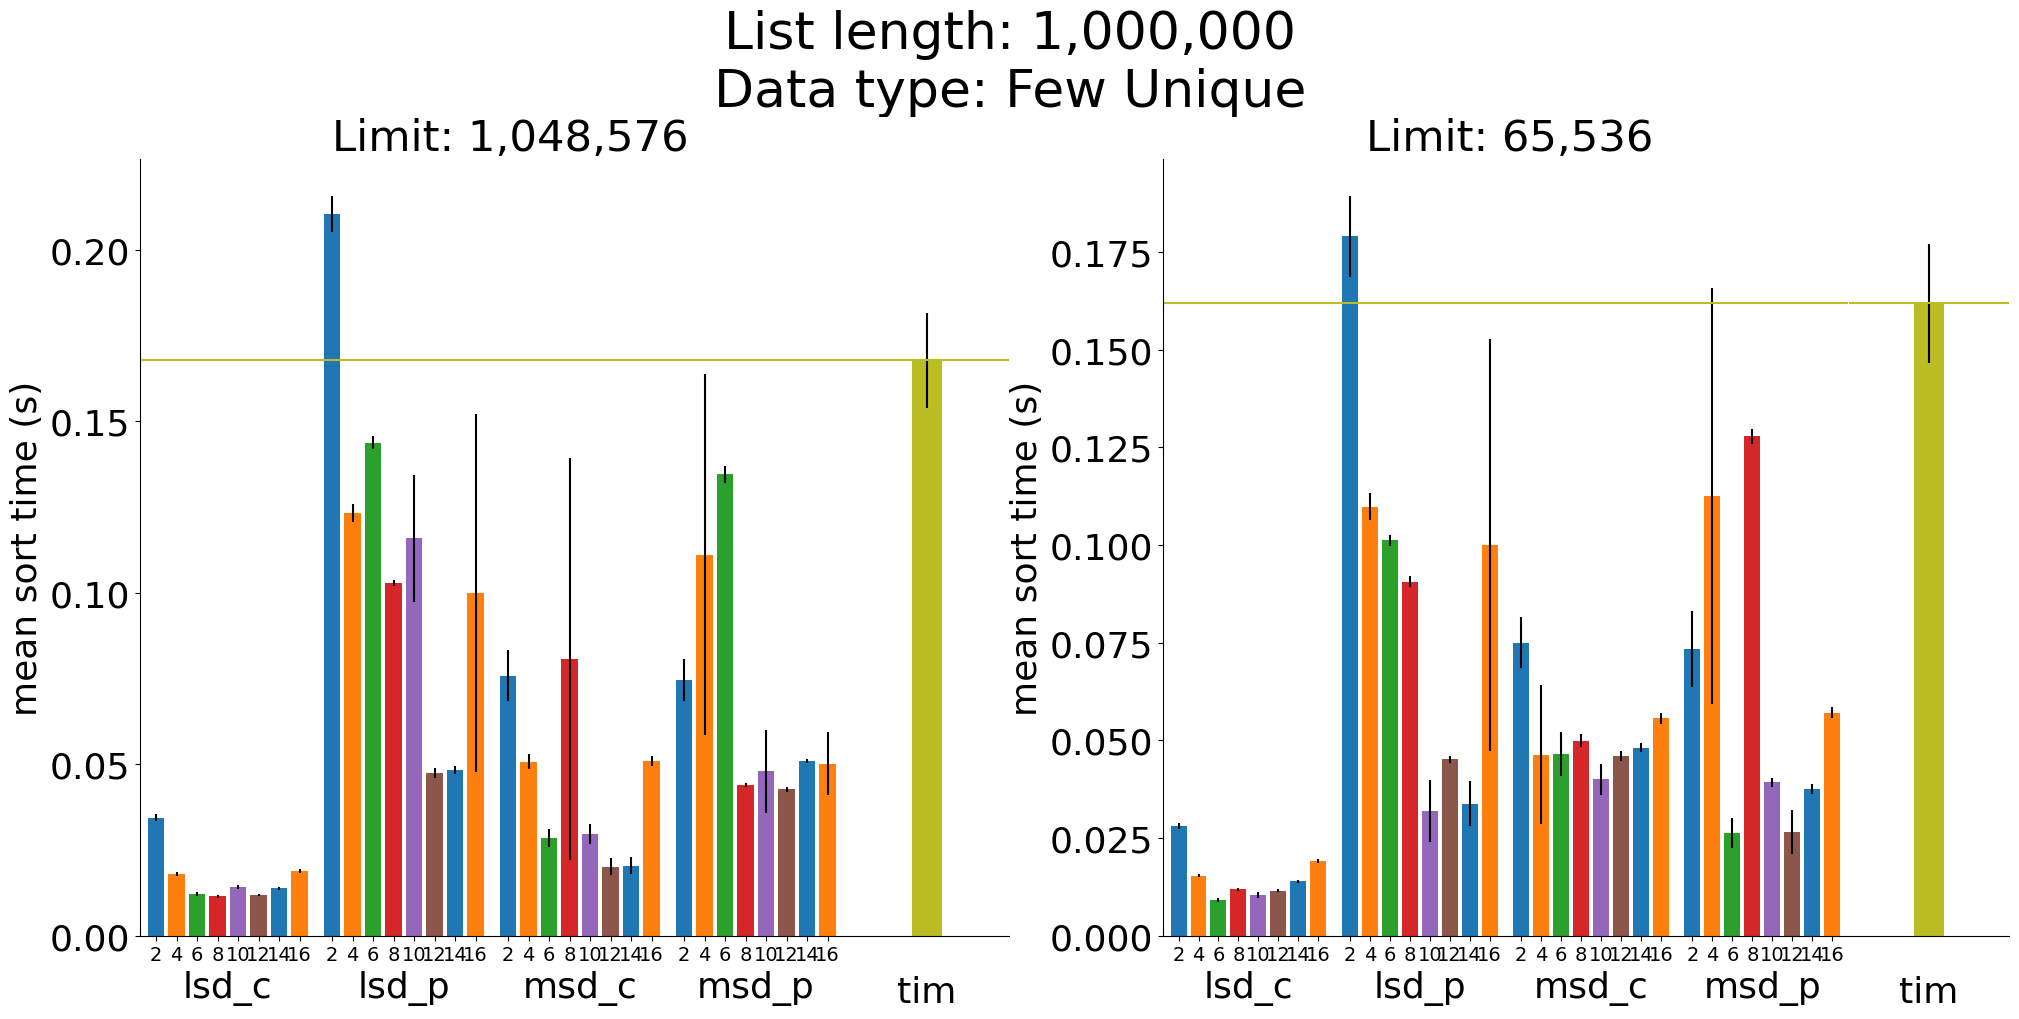 List length: 1,000,000
Data type: Few Unique
Limit: 1,048,576
mean sort time (s)
0.20
0.15
0.10
0.05
0.00
2 4 6 8 10 12 14 16 2 4 6 8 10 12 14 16 2 4 6 8 10 12 14 16 2 4 6 8 10 12 14 16
lsd_c lsd_p msd_c msd_p tim
Limit: 65,536
mean sort time (s)
0.175
0.150
0.125
0.100
0.075
0.050
0.025
0.000
2 4 6 8 10 12 14 16 2 4 6 8 10 12 14 16 2 4 6 8 10 12 14 16 2 4 6 8 10 12 14 16
lsd_c lsd_p msd_c msd_p tim